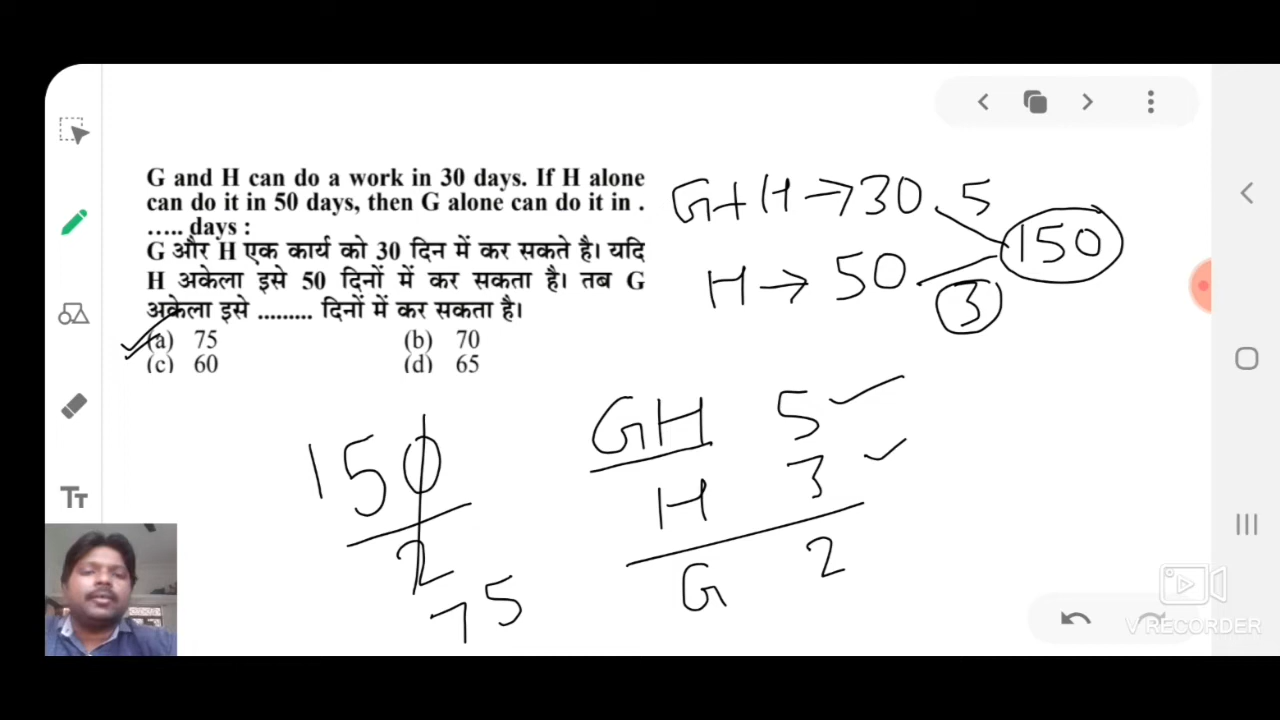 G and H can do a work in 30 days. If H alone
can do it in 50 days, then G alone can do it in .
..... days :
G और H एक कार्य को 30 दिन में कर सकते है। यदि
H अकेला इसे 50 दिनों में कर सकता है। तब G
अकेला इसे ......... दिनों में कर सकता है।
(a) 75 (b) 70
(c) 60 (d) 65
G+H→30 5
150
H→50
3
GH 5
H 3
G 2
150
2
75
TT
V RECORDER